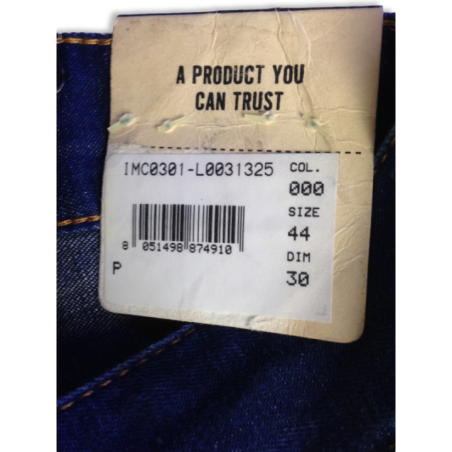 A PRODUCT YOU
CAN TRUST
IMC0301-L0031325
COL.
000
SIZE
44
DIM
30
8 051498 874910
P